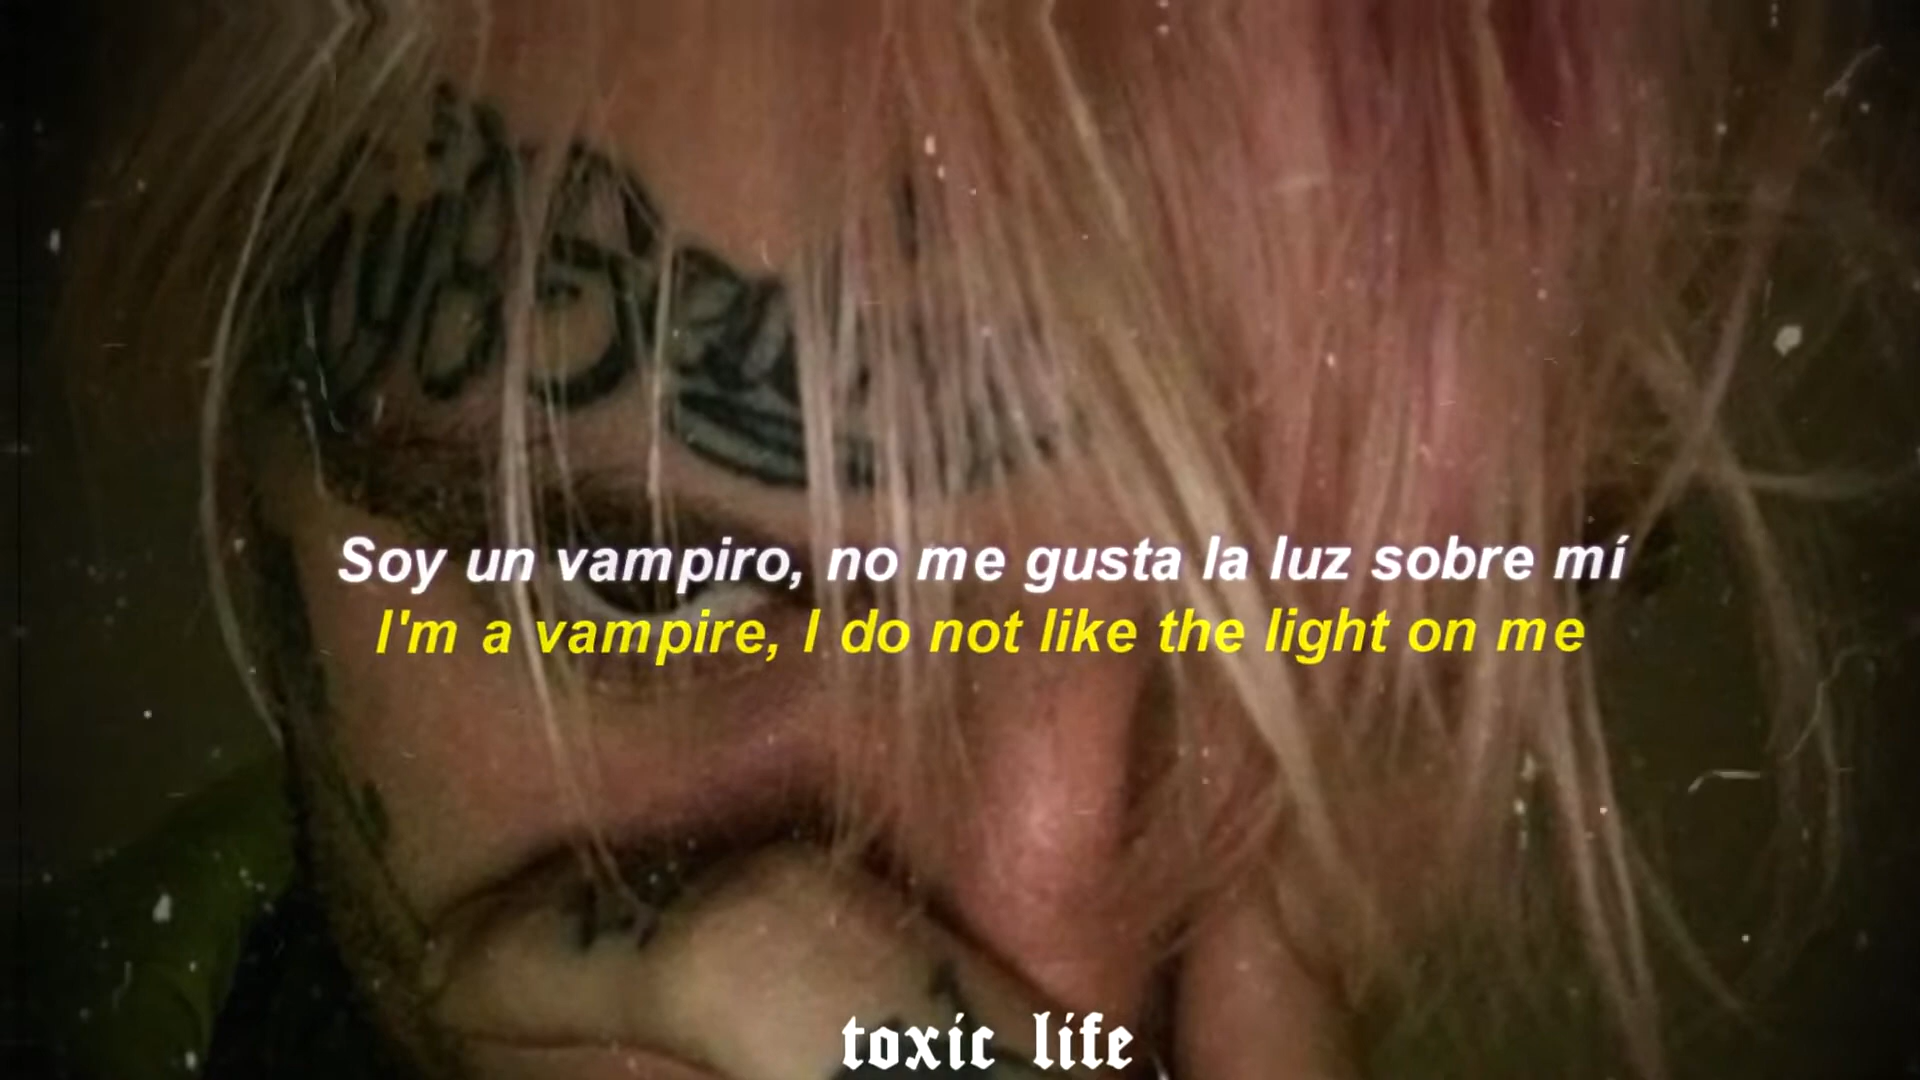 Soy un vampiro, no me gusta la luz sobre mí
I'm a vampire, I do not like the light on me
toxic life